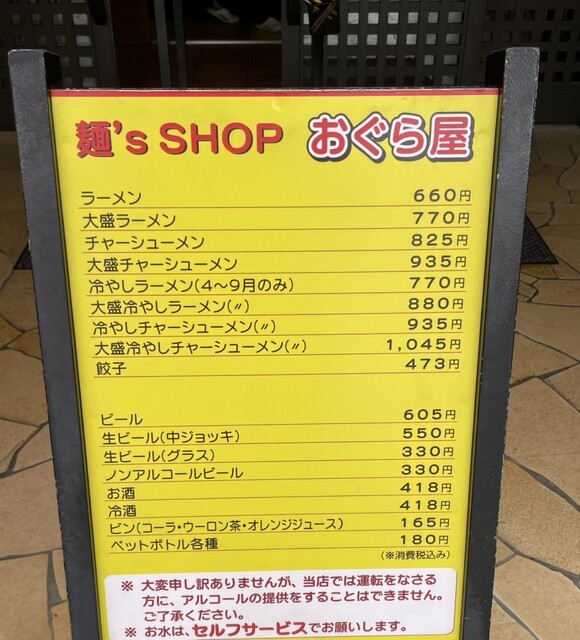 麺's SHOP おぐら屋
ラーメン 660円
大盛ラーメン 770円
チャーシューメン 825円
大盛チャーシューメン 935円
冷やしラーメン(4〜9月のみ) 770円
大盛冷やしラーメン(〃) 880円
冷やしチャーシューメン(〃) 935円
大盛冷やしチャーシューメン(〃) 1,045円
餃子 473円
ビール 605円
生ビール(中ジョッキ) 550円
生ビール(グラス) 330円
ノンアルコールビール 330円
お酒 418円
冷酒 418円
ビン(コーラ・ウーロン茶・オレンジジュース) 165円
ペットボトル各種 180円
(※消費税込み)
※ 大変申し訳ありませんが、当店では運転をなさる
方に、アルコールの提供をすることはできません。
ご了承ください。
※ お水は、セルフサービスでお願いします。